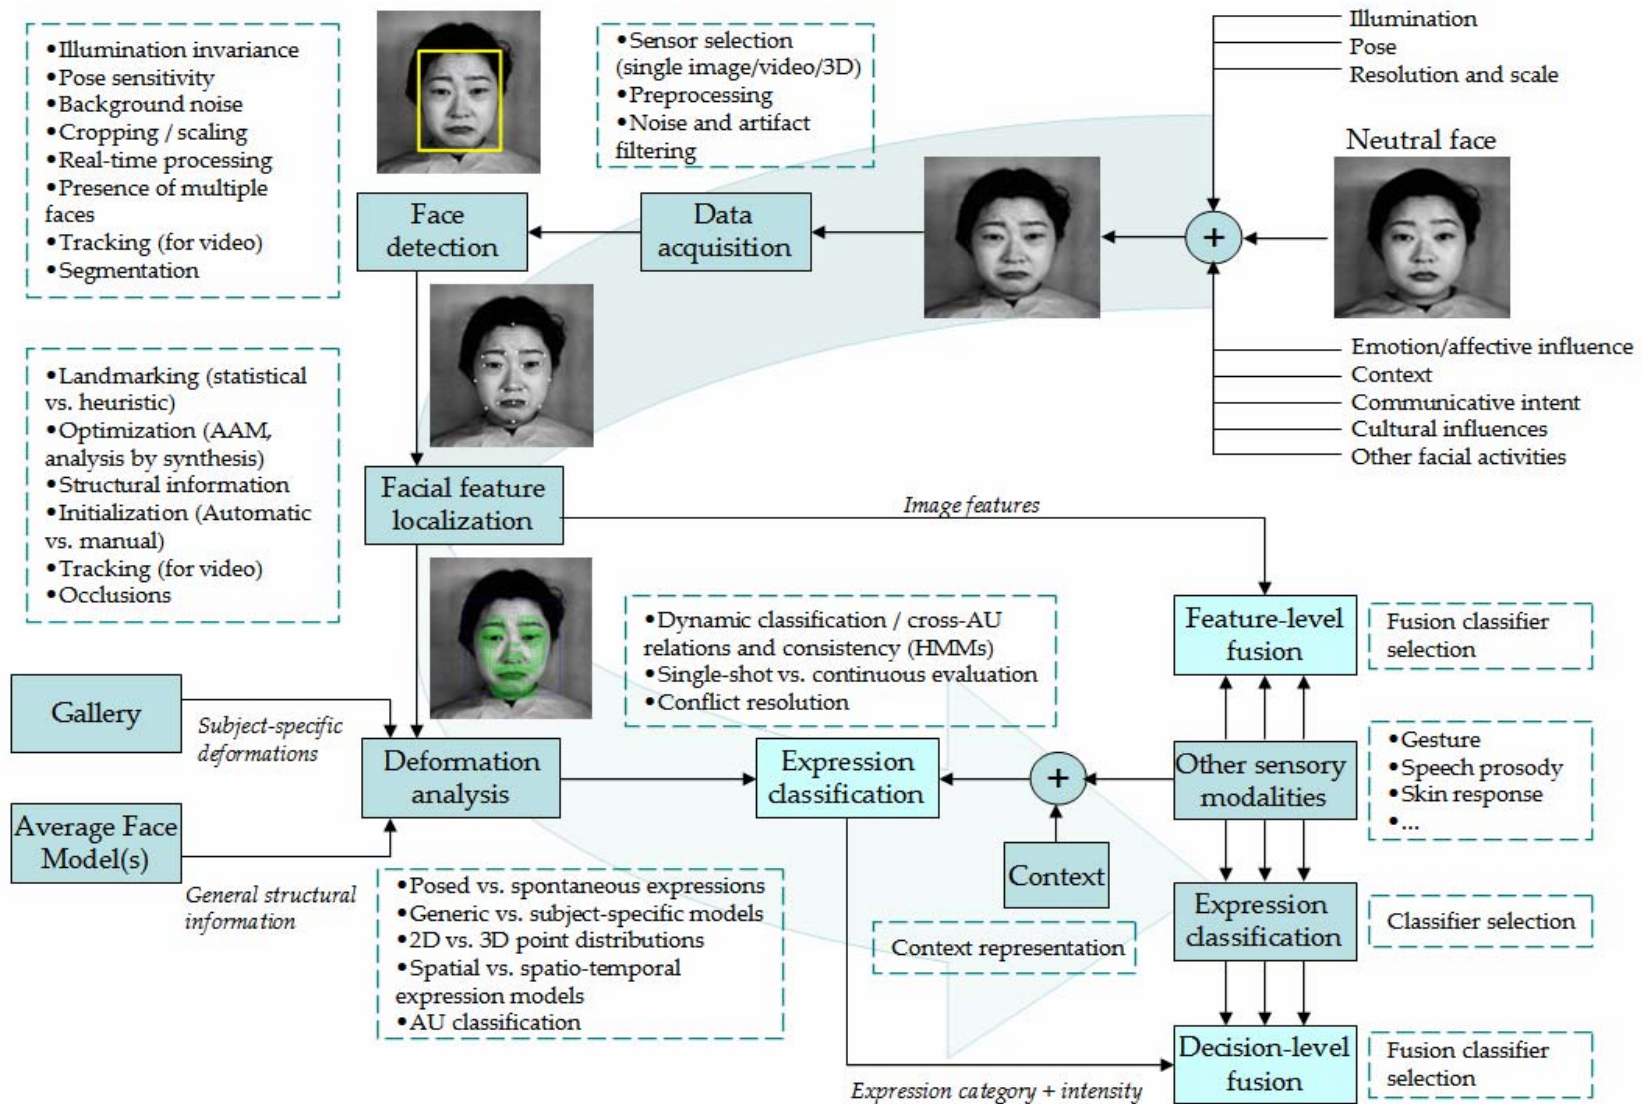 •Illumination invariance
•Pose sensitivity
•Background noise
•Cropping / scaling
•Real-time processing
•Presence of multiple
faces
•Tracking (for video)
•Segmentation
•Sensor selection
(single image/video/3D)
•Preprocessing
•Noise and artifact
filtering
Illumination
Pose
Resolution and scale
Neutral face
Face
detection
Data
acquisition
+
Emotion/affective influence
Context
Communicative intent
Cultural influences
Other facial activities
•Landmarking (statistical
vs. heuristic)
•Optimization (AAM,
analysis by synthesis)
•Structural information
•Initialization (Automatic
vs. manual)
•Tracking (for video)
•Occlusions
Facial feature
localization
Image features
•Dynamic classification / cross-AU
relations and consistency (HMMs)
•Single-shot vs. continuous evaluation
•Conflict resolution
Feature-level
fusion
Fusion classifier
selection
Gallery
Subject-specific
deformations
Deformation
analysis
Expression
classification
+
Other sensory
modalities
•Gesture
•Speech prosody
•Skin response
•...
Average Face
Model(s)
General structural
information
•Posed vs. spontaneous expressions
•Generic vs. subject-specific models
•2D vs. 3D point distributions
•Spatial vs. spatio-temporal
expression models
•AU classification
Context
Context representation
Expression
classification
Classifier selection
Decision-level
fusion
Fusion classifier
selection
Expression category + intensity